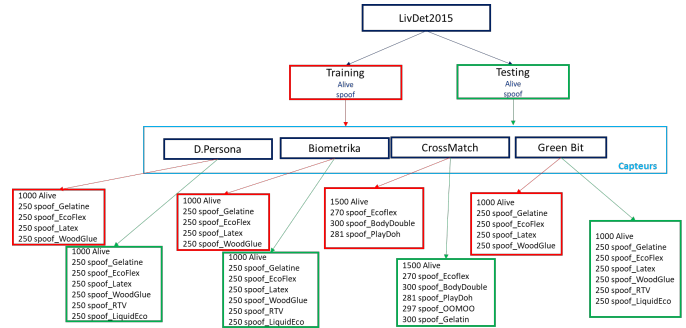 LivDet2015
Training
Alive
spoof
Testing
Alive
spoof
D.Persona
Biometrika
CrossMatch
Green Bit
Capteurs
1000 Alive
250 spoof_Gelatine
250 spoof_EcoFlex
250 spoof_Latex
250 spoof_WoodGlue
1000 Alive
250 spoof_Gelatine
250 spoof_EcoFlex
250 spoof_Latex
250 spoof_WoodGlue
250 spoof_RTV
250 spoof_LiquidEco
1000 Alive
250 spoof_Gelatine
250 spoof_EcoFlex
250 spoof_Latex
250 spoof_WoodGlue
1000 Alive
250 spoof_Gelatine
250 spoof_EcoFlex
250 spoof_Latex
250 spoof_WoodGlue
250 spoof_RTV
250 spoof_LiquidEco
1500 Alive
270 spoof_Ecoflex
300 spoof_BodyDouble
281 spoof_PlayDoh
1500 Alive
270 spoof_Ecoflex
300 spoof_BodyDouble
281 spoof_PlayDoh
297 spoof_OOMOO
300 spoof_Gelatin
1000 Alive
250 spoof_Gelatine
250 spoof_EcoFlex
250 spoof_Latex
250 spoof_WoodGlue
1000 Alive
250 spoof_Gelatine
250 spoof_EcoFlex
250 spoof_Latex
250 spoof_WoodGlue
250 spoof_RTV
250 spoof_LiquidEco